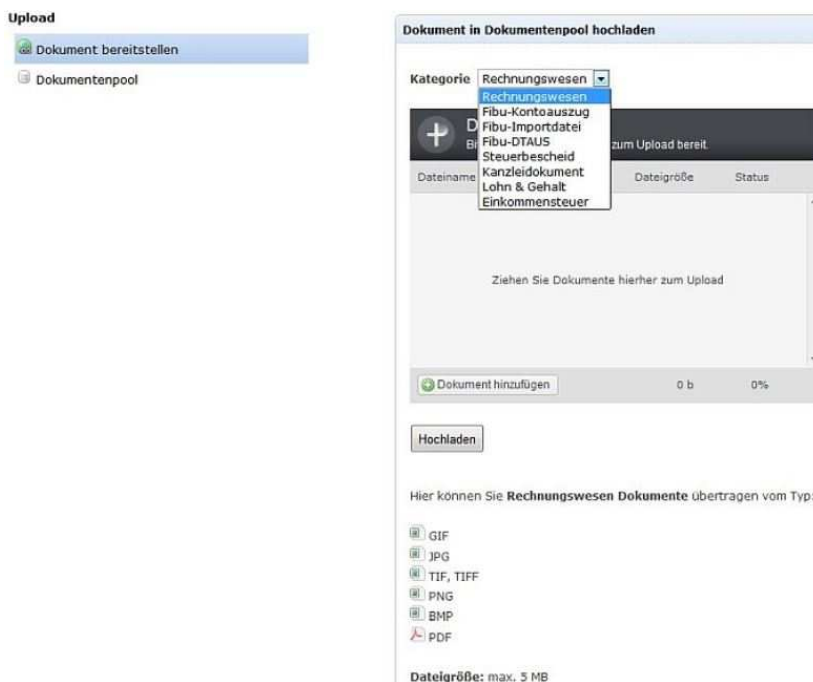 Upload
Dokument bereitstellen
Dokumentenpool
Dokument in Dokumentenpool hochladen
Kategorie Rechnungswesen
Rechnungswesen
Fibu-Kontoauszug
Fibu-Importdatei
Fibu-DTAUS
Steuerbescheid
Kanzleidokument
Lohn & Gehalt
Einkommensteuer
zum Upload bereit
Dateiname Dateigröße Status
Ziehen Sie Dokumente hierher zum Upload
Dokument hinzufügen 0 b 0%
Hochladen
Hier können Sie Rechnungswesen Dokumente übertragen vom Typ:
GIF
JPG
TIF, TIFF
PNG
BMP
PDF
Dateigröße: max. 5 MB